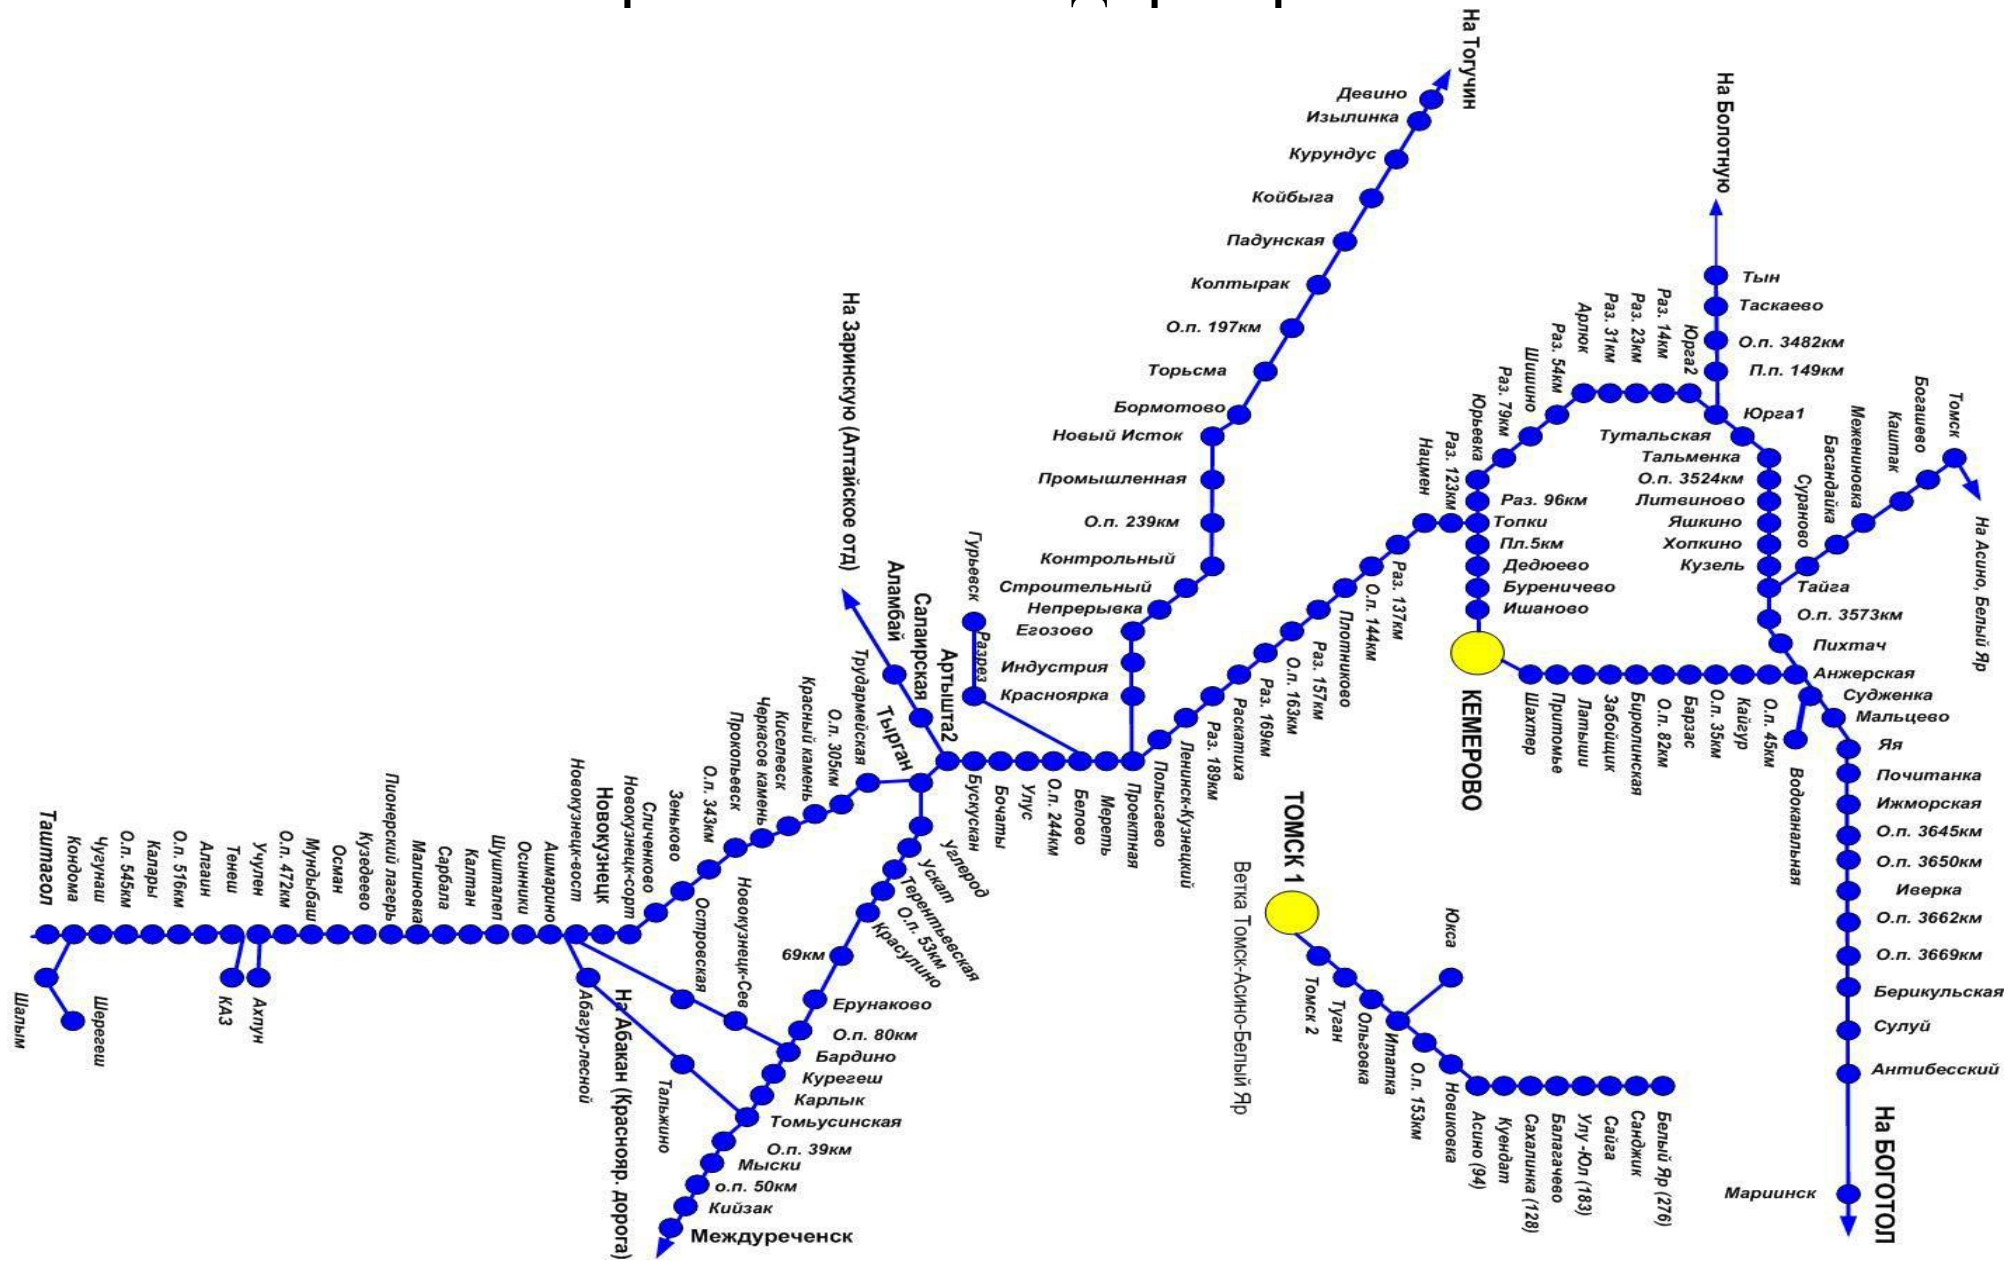 На Тогучин
Девино
Изылинка
Курундус
Койбыга
Падунская
Колтырак
О.п. 197км
Торьсма
Бормотово
Новый Исток
Промышленная
О.п. 239км
Контрольный
Строительный
Непрерывка
Егозово
Индустрия
Красноярка
На Болотную
Тын
Таскаево
О.п. 3482км
П.п. 149км
Юрга1
Юрга2
Раз. 14км
Раз. 23км
Раз. 31км
Арлюк
Раз. 54км
Шишино
Раз. 79км
Юрьевка
Раз. 96км
Топки
Пл.5км
Дедюево
Буреничево
Ишаново
КЕМЕРОВО
Тутальская
Тальменка
О.п. 3524км
Литвиново
Яшкино
Хопкино
Кузель
Тайга
Сураново
Басандайка
Межениновка
Каштак
Богашево
Томск
На Асино, Белый Яр
О.п. 3573км
Пихтач
Анжерская
Судженка
Мальцево
Яя
Почитанка
Ижморская
О.п. 3645км
О.п. 3650км
Иверка
О.п. 3662км
О.п. 3669км
Берикульская
Сулуй
Антибесский
Мариинск
На БОГОТОЛ
Водоканальная
О.п. 45км
Кайгур
О.п. 35км
Барзас
О.п. 82км
Бирюлинская
Забойщик
Латыши
Притомье
Шахтер
Раз. 123км
Нацмен
Раз. 137км
О.п. 144км
Плотниково
Раз. 157км
О.п. 163км
Раз. 169км
Раскатиха
Раз. 189км
Ленинск-Кузнецкий
Полысаево
Проектная
Мереть
Белово
О.п. 244км
Улус
Бочаты
Бускускан
Гурьевск
Разрез
Артышта2
Салаирская
Аламбай
На Заринскую (Алтайское отд)
Тырган
Трудармейская
О.п. 305км
Красный камень
Киселевск
Черкасов камень
Прокопьевск
О.п. 343км
Зеньково
Сличенково
Новокузнецк-сорт
Новокузнецк
Новокузнецк-вост
Ашмарино
Осинники
Шушталеп
Калтан
Сарбала
Малиновка
Пионерский лагерь
Кузедеево
Осман
Мундыбаш
О.п. 472км
Учулен
Тенеш
Алгаин
О.п. 516км
Калары
О.п. 545км
Чугунаш
Кондома
Таштагол
Шалым
Шерегеш
КАЗ
Ахпун
Углерод
Ускат
Терентьевская
О.п. 53км
Красулино
69км
Ерунаково
О.п. 80км
Бардино
Курегеш
Карлык
Томьусинская
О.п. 39км
Мыски
о.п. 50км
Кийзак
Междуреченск
Островская
Новокузнецк-Сев
Абагур-лесной
Тальжино
На Абакан (Краснояр. дорога)
ТОМСК 1
Ветка Томск-Асино-Белый Яр
Томск 2
Туган
Ольговка
Итатка
Юкса
О.п. 153км
Новиковка
Асино (94)
Куендат
Сахалинка (128)
Балагачево
Улу -Юл (183)
Сайга
Санджик
Белый Яр (276)